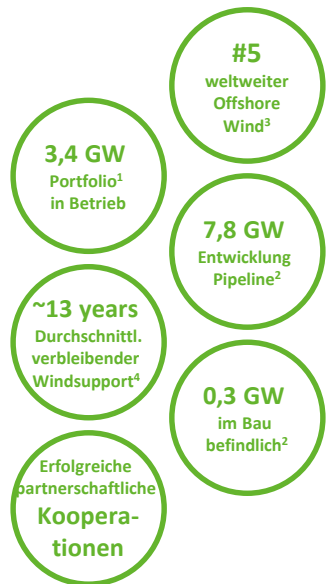 #5
weltweiter
Offshore
Wind³
3,4 GW
Portfolio¹
in Betrieb
7,8 GW
Entwicklung
Pipeline²
~13 years
Durchschnittl.
verbleibender
Windsupport⁴
0,3 GW
im Bau
befindlich²
Erfolgreiche
partnerschaftliche
Koopera-
tionen